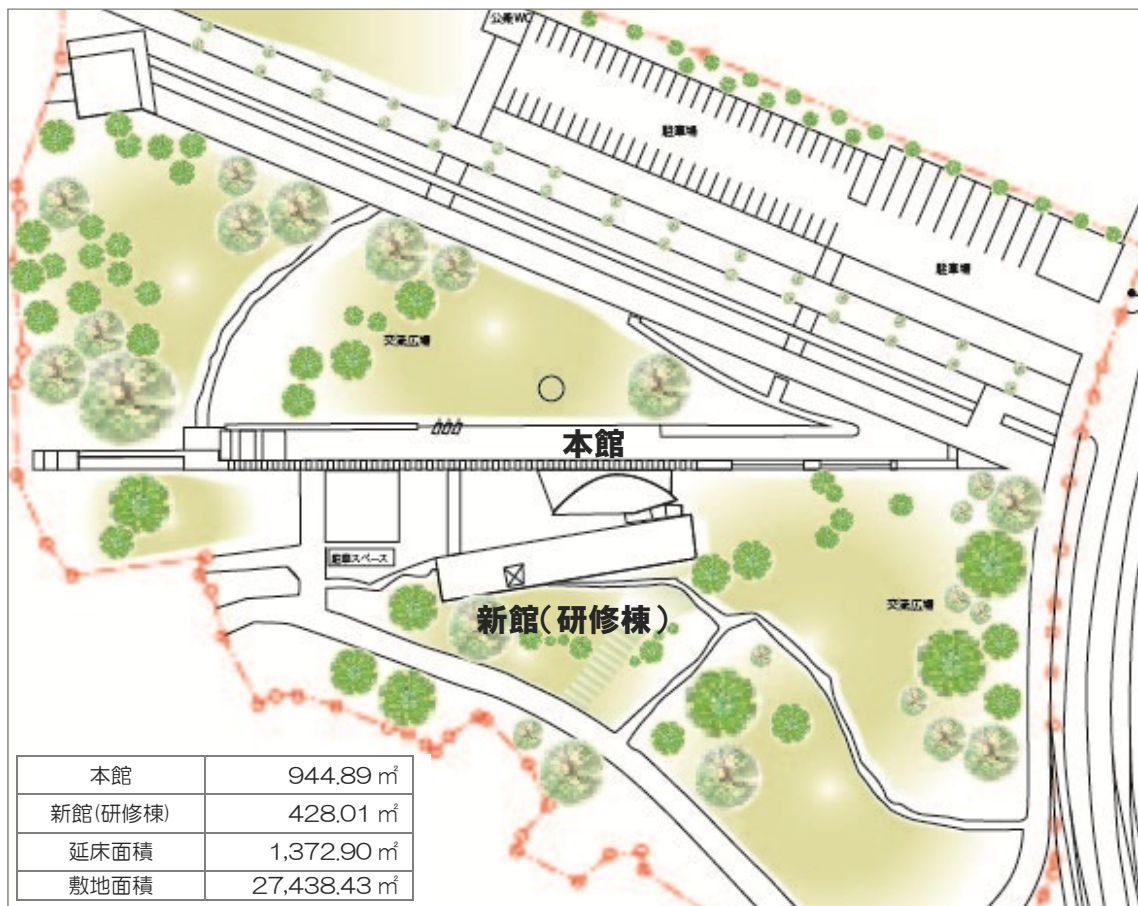 公衆WC
駐車場
駐車場
交流広場
本館
駐車スペース
新館(研修棟)
交流広場
本館 944.89 ㎡
新館(研修棟) 428.01 ㎡
延床面積 1,372.90 ㎡
敷地面積 27,438.43 ㎡